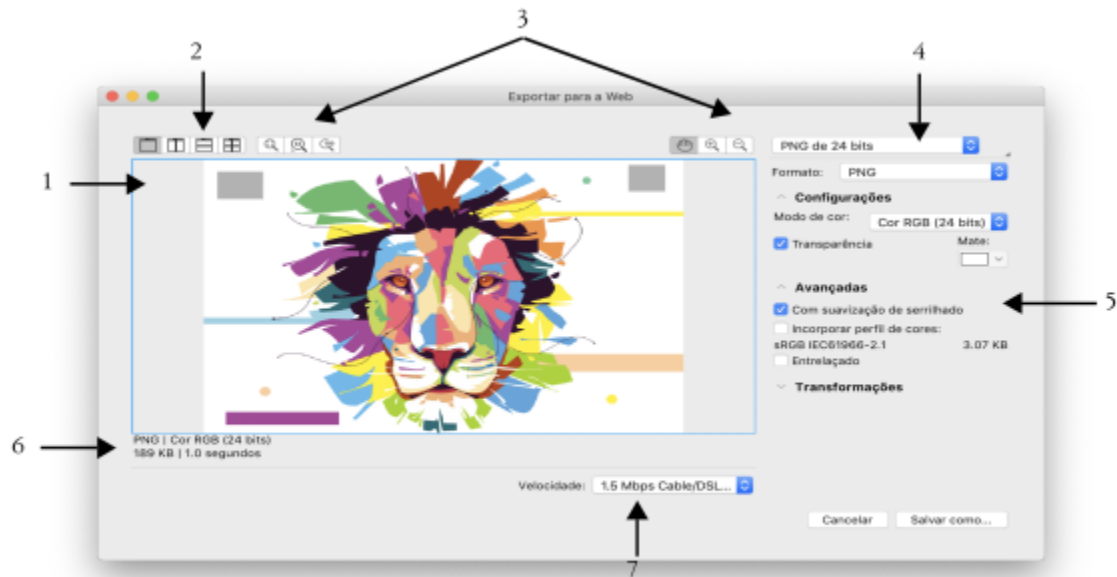 3
2
4
Exportar para a Web
PNG de 24 bits
1
Formato: PNG
Configurações
Modo de cor: Cor RGB (24 bits)
Transparência
Mate:
Avançadas
5
Com suavização de serrilhado
Incorporar perfil de cores:
sRGB IEC61966-2.1 3.07 KB
Entrelaçado
Transformações
6
PNG | Cor RGB (24 bits)
189 KB | 1.0 segundos
Velocidade: 1.5 Mbps Cable/DSL...
Cancelar
Salvar como...
7